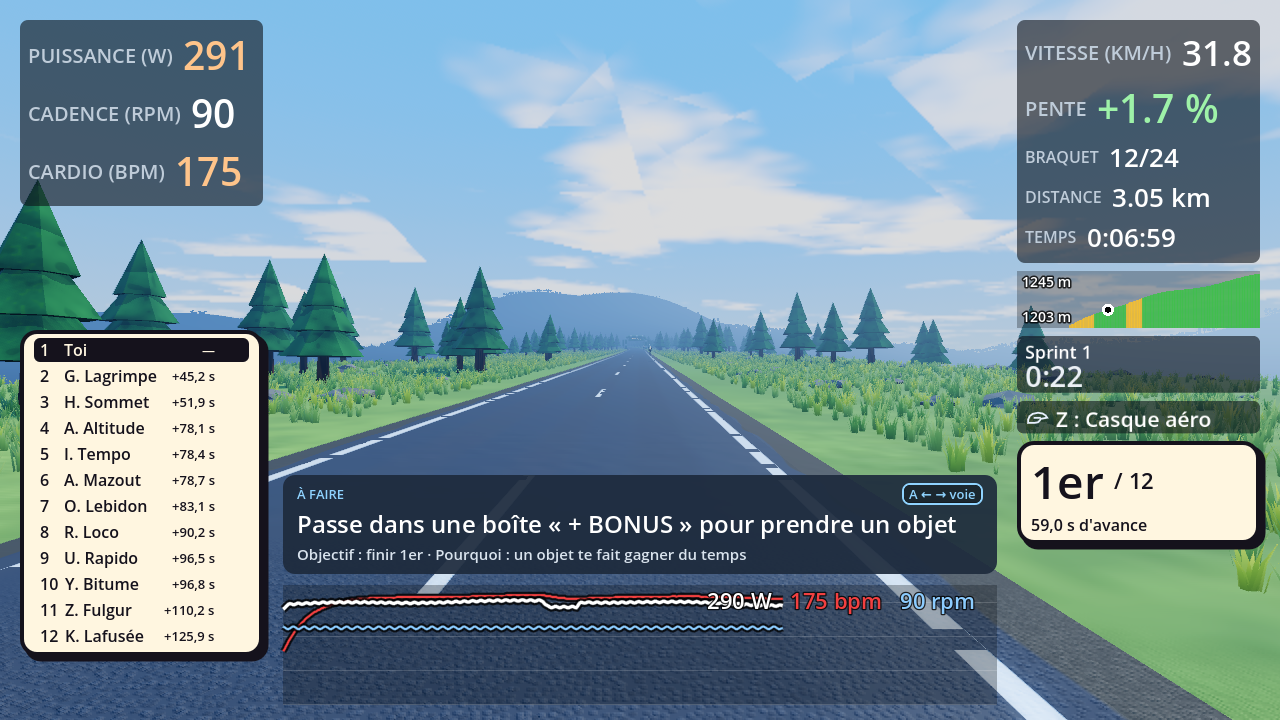 PUISSANCE (W) 291
CADENCE (RPM) 90
CARDIO (BPM) 175
VITESSE (KM/H) 31.8
PENTE +1.7 %
BRAQUET 12/24
DISTANCE 3.05 km
TEMPS 0:06:59
1245 m
1203 m
Sprint 1
0:22
Z : Casque aéro
1er / 12
59,0 s d'avance
1 Toi —
2 G. Lagrimpe +45,2 s
3 H. Sommet +51,9 s
4 A. Altitude +78,1 s
5 I. Tempo +78,4 s
6 A. Mazout +78,7 s
7 O. Lebidon +83,1 s
8 R. Loco +90,2 s
9 U. Rapido +96,5 s
10 Y. Bitume +96,8 s
11 Z. Fulgur +110,2 s
12 K. Lafusée +125,9 s
À FAIRE
A ← → voie
Passe dans une boîte « + BONUS » pour prendre un objet
Objectif : finir 1er · Pourquoi : un objet te fait gagner du temps
290 W 175 bpm 90 rpm